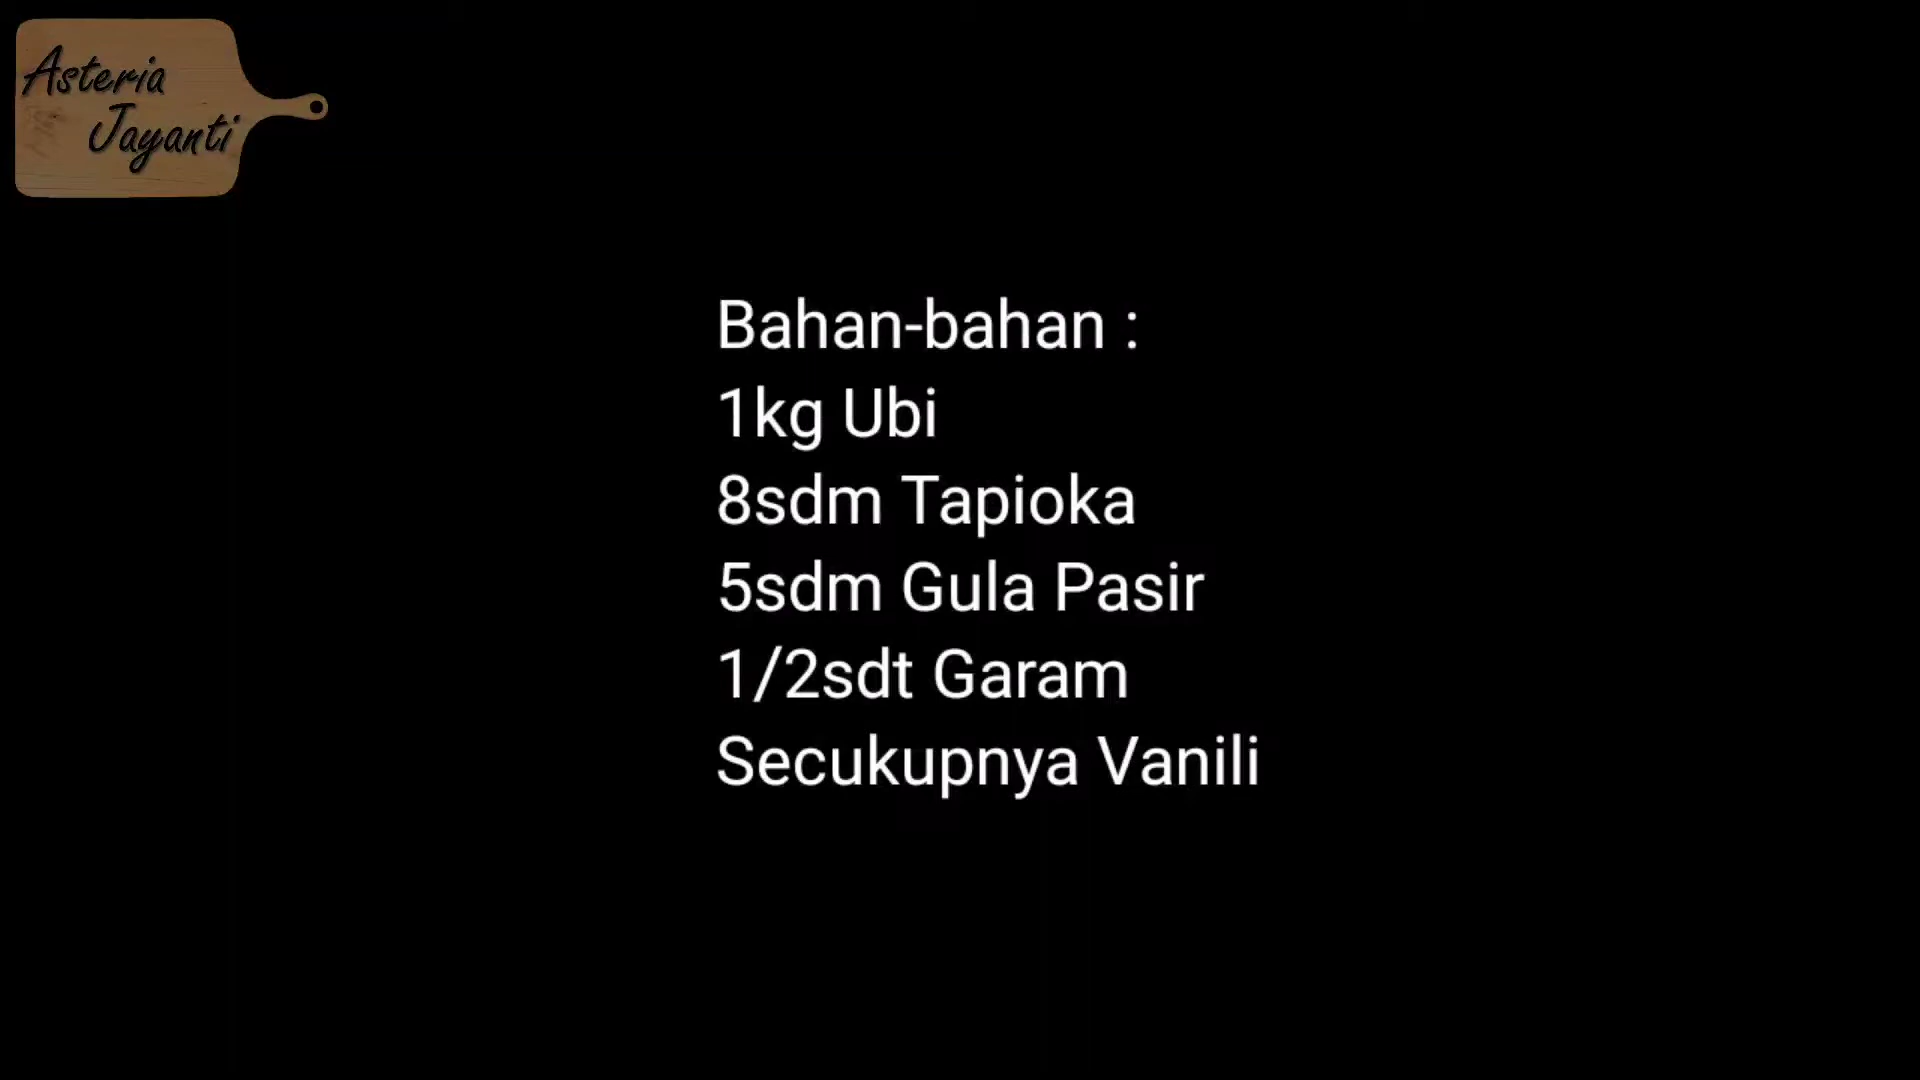 Asteria
Jayanti
Bahan-bahan :
1kg Ubi
8sdm Tapioka
5sdm Gula Pasir
1/2sdt Garam
Secukupnya Vanili